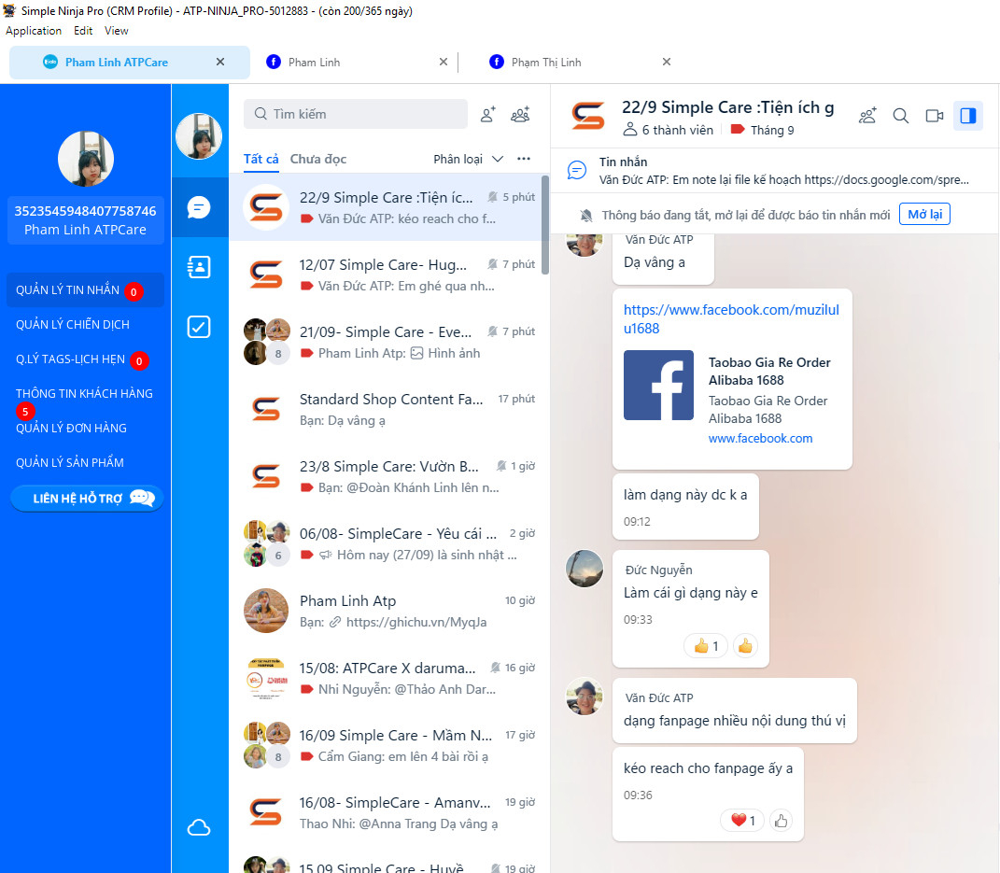 Simple Ninja Pro (CRM Profile) - ATP-NINJA_PRO-5012883 - (còn 200/365 ngày)
Application Edit View
Pham Linh ATPCare
Pham Linh
Phạm Thị Linh
3523545948407758746
Pham Linh ATPCare
QUẢN LÝ TIN NHẮN 0
QUẢN LÝ CHIẾN DỊCH
Q.LÝ TAGS-LỊCH HẸN 0
THÔNG TIN KHÁCH HÀNG
5
QUẢN LÝ ĐƠN HÀNG
QUẢN LÝ SẢN PHẨM
LIÊN HỆ HỖ TRỢ
Tìm kiếm
Tất cả Chưa đọc Phân loại
22/9 Simple Care :Tiện íc... 5 phút
Văn Đức ATP: kéo reach cho f...
12/07 Simple Care- Hug... 7 phút
Văn Đức ATP: Em ghé qua nh...
21/09- Simple Care - Eve... 7 phút
8 Pham Linh Atp: Hình ảnh
Standard Shop Content Fa... 17 phút
Bạn: Dạ vâng ạ
23/8 Simple Care: Vườn B... 1 giờ
Bạn: @Đoàn Khánh Linh lên n...
06/08- SimpleCare - Yêu cái ... 2 giờ
6 Hôm nay (27/09) là sinh nhật ...
Pham Linh Atp 10 giờ
Bạn: https://ghichu.vn/MyqJa
15/08: ATPCare X daruma... 16 giờ
Nhi Nguyễn: @Thảo Anh Dar...
16/09 Simple Care - Mầm N... 17 giờ
8 Cẩm Giang: em lên 4 bài rồi ạ
16/08- SimpleCare - Amanv... 19 giờ
Thao Nhi: @Anna Trang Dạ vâng ạ
15.09 Simple Care - Huyề... 19 giờ
22/9 Simple Care :Tiện ích g
6 thành viên Tháng 9
Tin nhắn
Văn Đức ATP: Em note lại file kế hoạch https://docs.google.com/spre...
Thông báo đang tắt, mở lại để được báo tin nhắn mới Mở lại
Văn Đức ATP
Dạ vâng a
https://www.facebook.com/muzilul
u1688
Taobao Gia Re Order
Alibaba 1688
Taobao Gia Re Order
Alibaba 1688
www.facebook.com
làm dạng này dc k a
09:12
Đức Nguyễn
Làm cái gì dạng này e
09:33
1
Văn Đức ATP
dạng fanpage nhiều nội dung thú vị
kéo reach cho fanpage ấy a
09:36
1